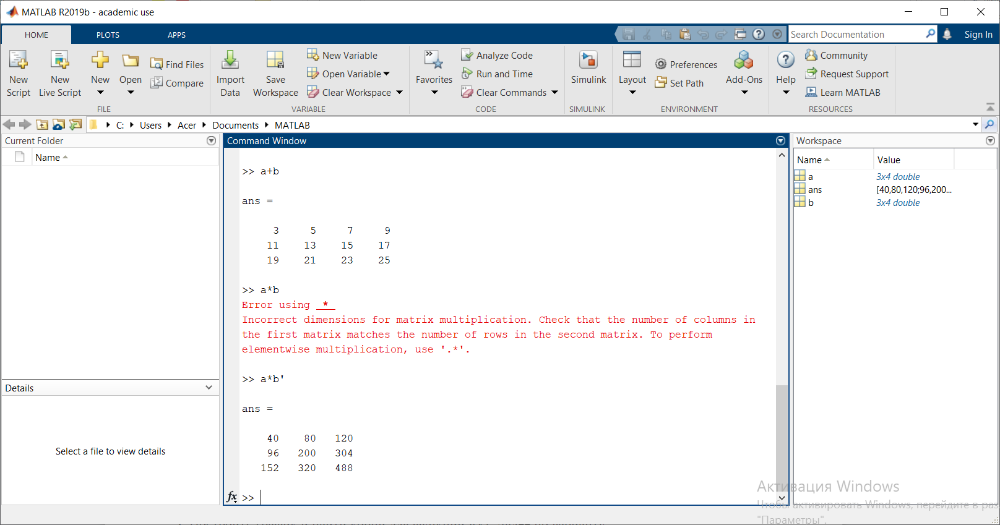 MATLAB R2019b - academic use
HOME PLOTS APPS
Search Documentation
Sign In
New Script
New Live Script
New
Open
Find Files
Compare
FILE
Import Data
Save Workspace
New Variable
Open Variable
Clear Workspace
VARIABLE
Favorites
Analyze Code
Run and Time
Clear Commands
CODE
Simulink
SIMULINK
Layout
Preferences
Set Path
Add-Ons
ENVIRONMENT
Help
Community
Request Support
Learn MATLAB
RESOURCES
C: Users Acer Documents MATLAB
Current Folder
Name
Details
Select a file to view details
Command Window
>> a+b
ans =
3 5 7 9
11 13 15 17
19 21 23 25
>> a*b
Error using *
Incorrect dimensions for matrix multiplication. Check that the number of columns in
the first matrix matches the number of rows in the second matrix. To perform
elementwise multiplication, use '.*'.
>> a*b'
ans =
40 80 120
96 200 304
152 320 488
fx >>
Workspace
Name Value
a 3x4 double
ans [40,80,120;96,200...
b 3x4 double
Активация Windows
Чтобы активировать Windows, перейдите в раз
"Параметры".